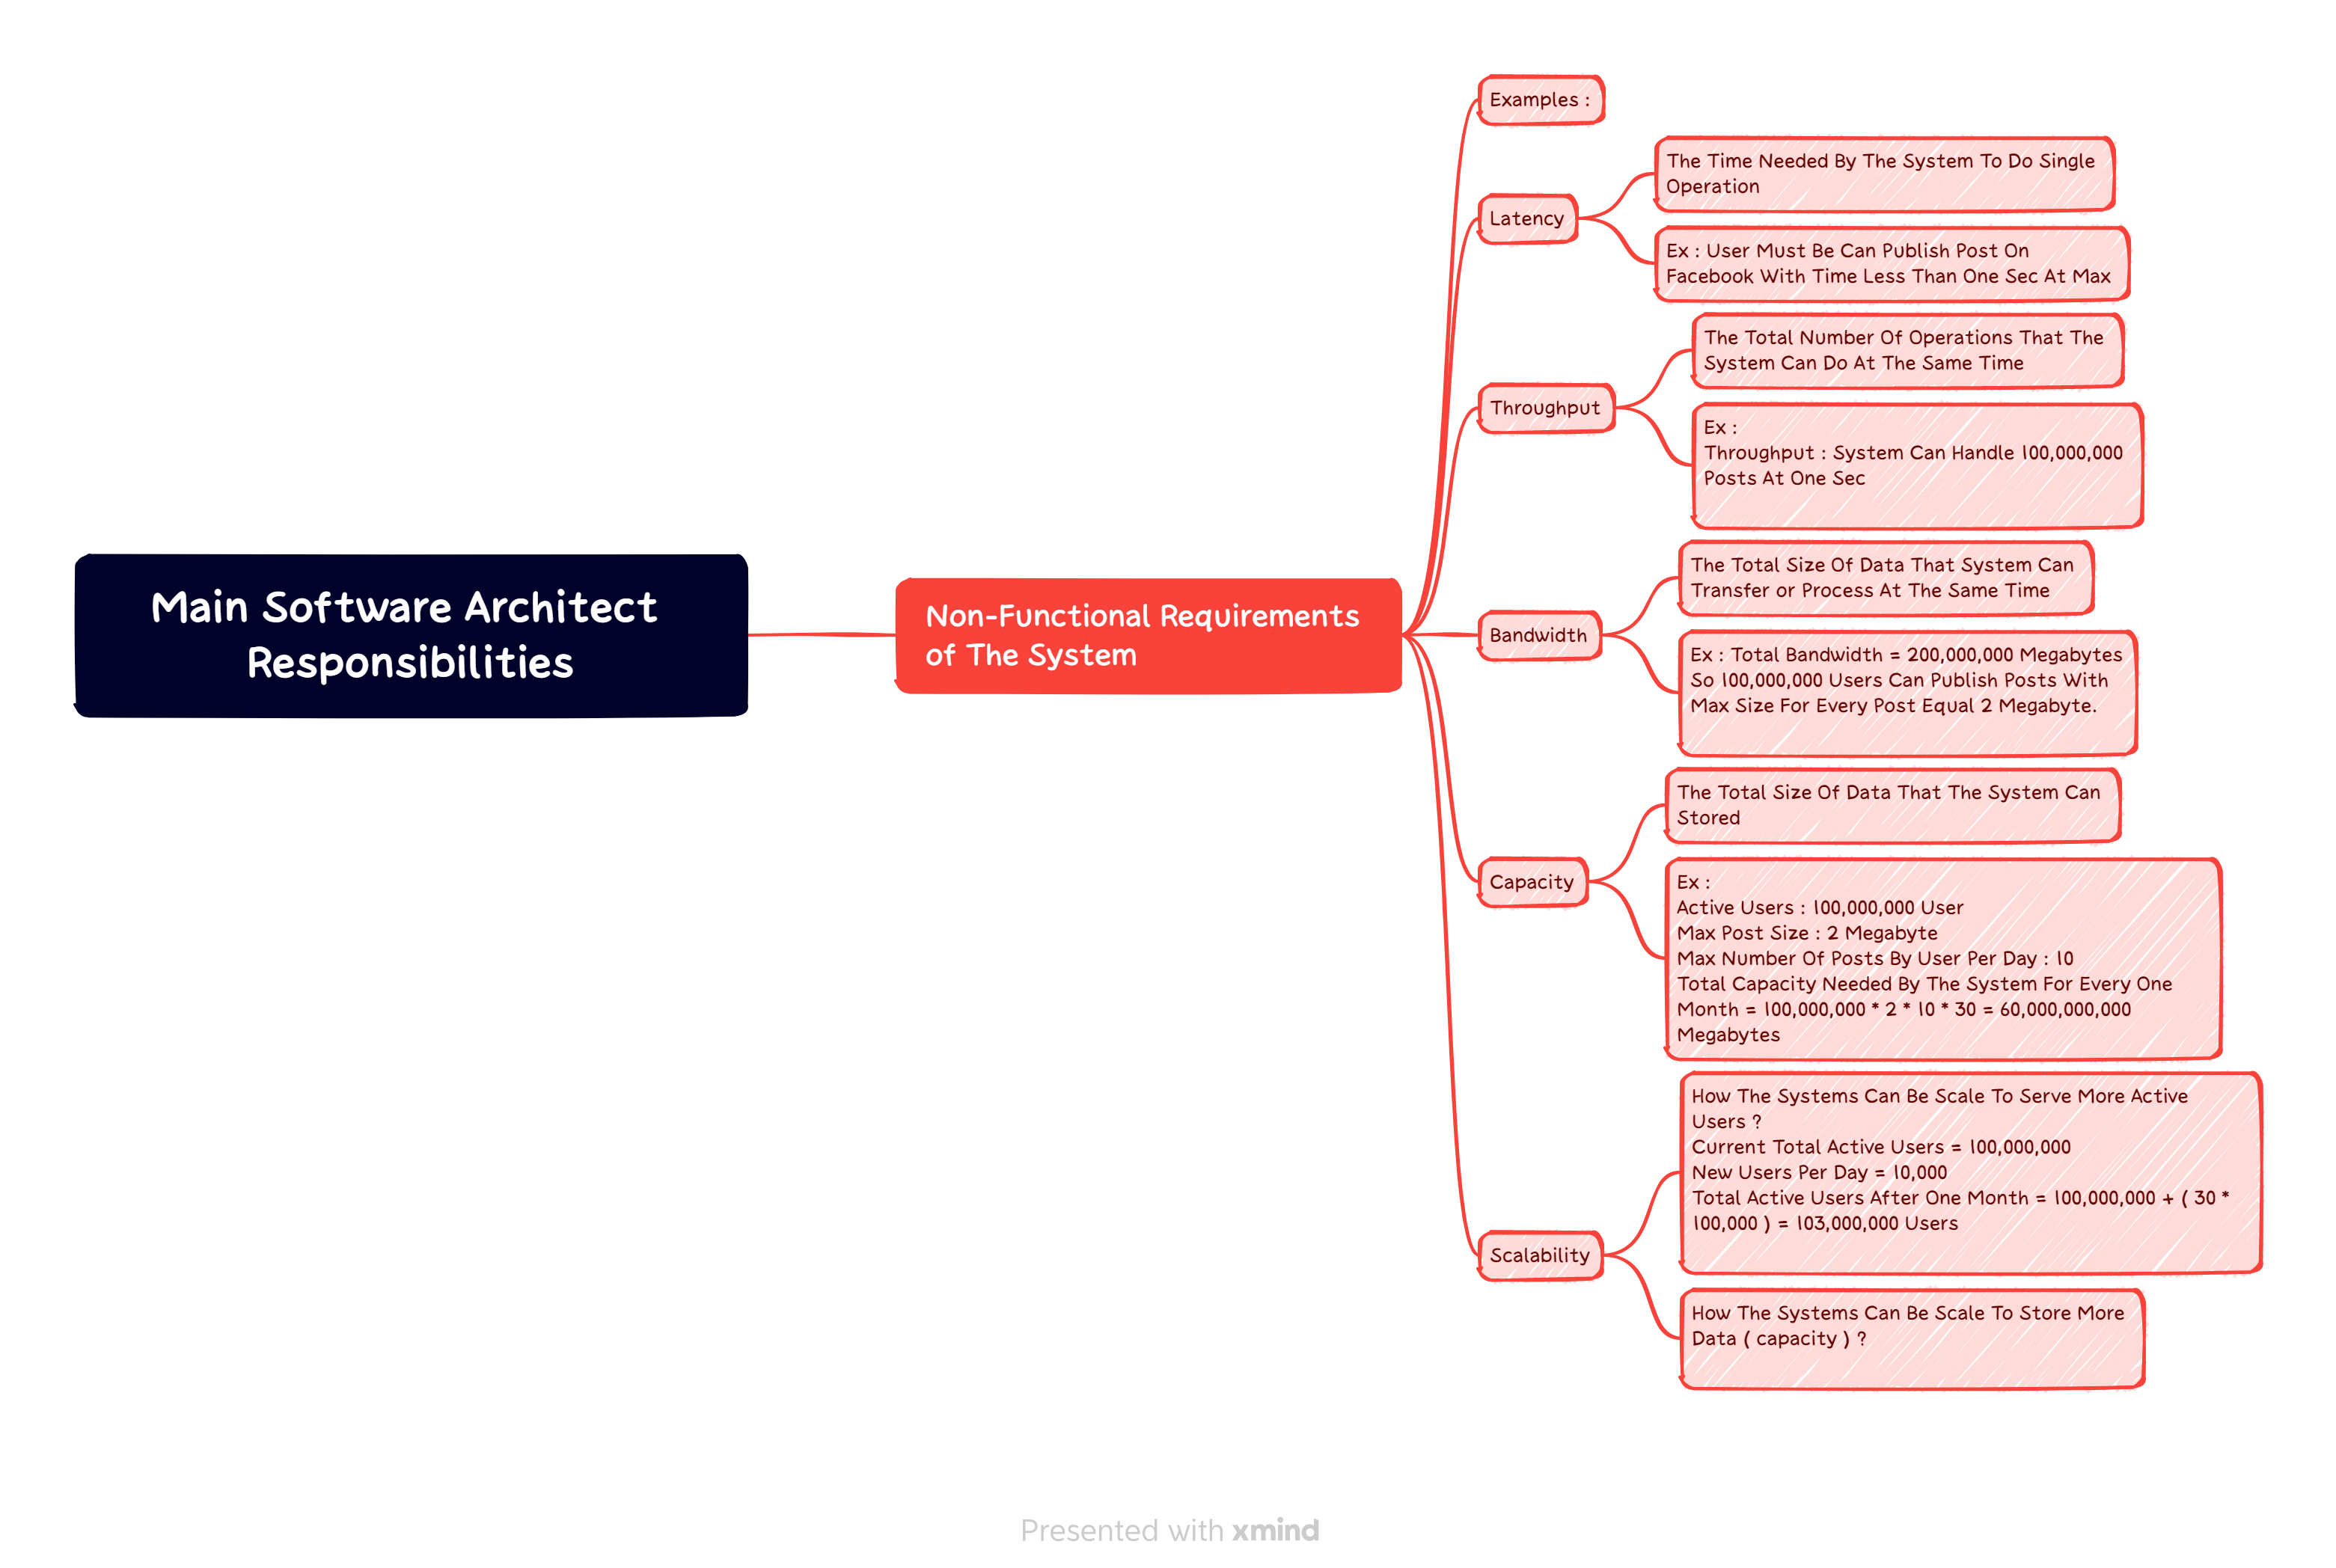 Main Software Architect
Responsibilities
Non-Functional Requirements
of The System
Examples :
Latency
The Time Needed By The System To Do Single
Operation
Ex : User Must Be Can Publish Post On
Facebook With Time Less Than One Sec At Max
Throughput
The Total Number Of Operations That The
System Can Do At The Same Time
Ex :
Throughput : System Can Handle 100,000,000
Posts At One Sec
Bandwidth
The Total Size Of Data That System Can
Transfer or Process At The Same Time
Ex : Total Bandwidth = 200,000,000 Megabytes
So 100,000,000 Users Can Publish Posts With
Max Size For Every Post Equal 2 Megabyte.
Capacity
The Total Size Of Data That The System Can
Stored
Ex :
Active Users : 100,000,000 User
Max Post Size : 2 Megabyte
Max Number Of Posts By User Per Day : 10
Total Capacity Needed By The System For Every One
Month = 100,000,000 * 2 * 10 * 30 = 60,000,000,000
Megabytes
Scalability
How The Systems Can Be Scale To Serve More Active
Users ?
Current Total Active Users = 100,000,000
New Users Per Day = 10,000
Total Active Users After One Month = 100,000,000 + ( 30 *
100,000 ) = 103,000,000 Users
How The Systems Can Be Scale To Store More
Data ( capacity ) ?
Presented with xmind